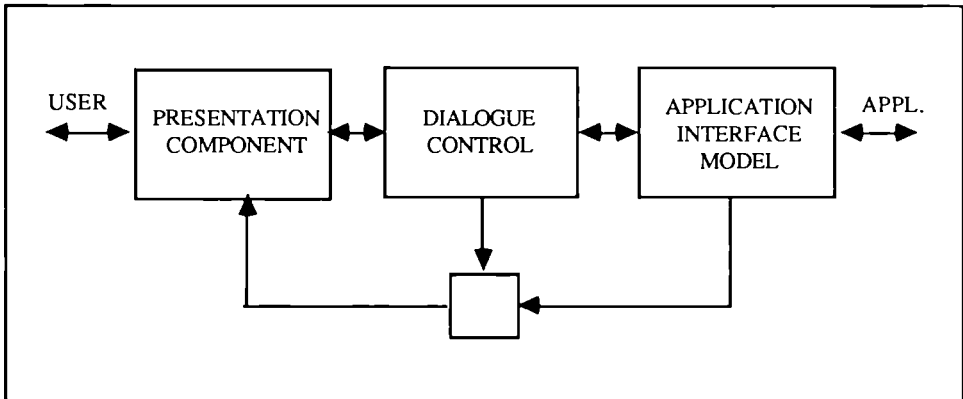 USER
PRESENTATION
COMPONENT
DIALOGUE
CONTROL
APPLICATION
INTERFACE
MODEL
APPL.